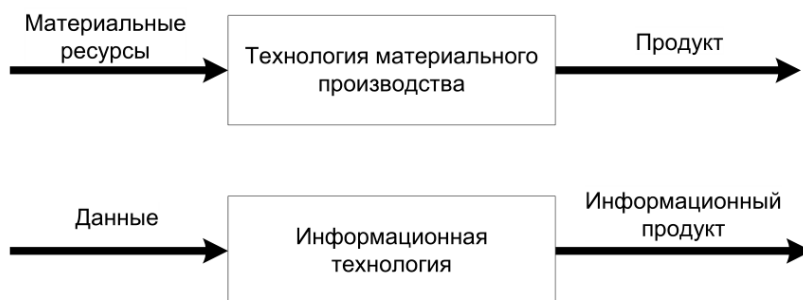 Материальные
ресурсы
Технология материального
производства
Продукт
Данные
Информационная
технология
Информационный
продукт